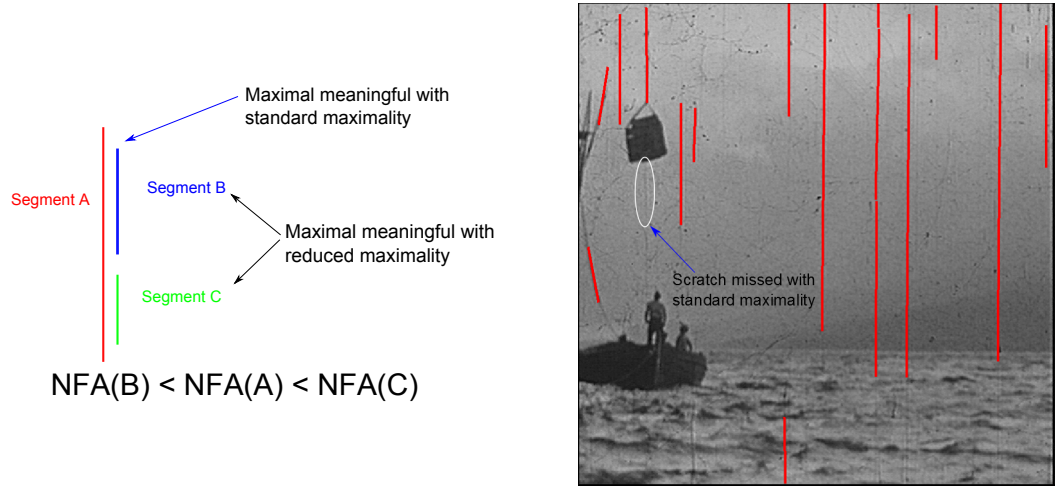 Maximal meaningful with
standard maximality
Segment A
Segment B
Maximal meaningful with
reduced maximality
Segment C
NFA(B) < NFA(A) < NFA(C)
Scratch missed with
standard maximality